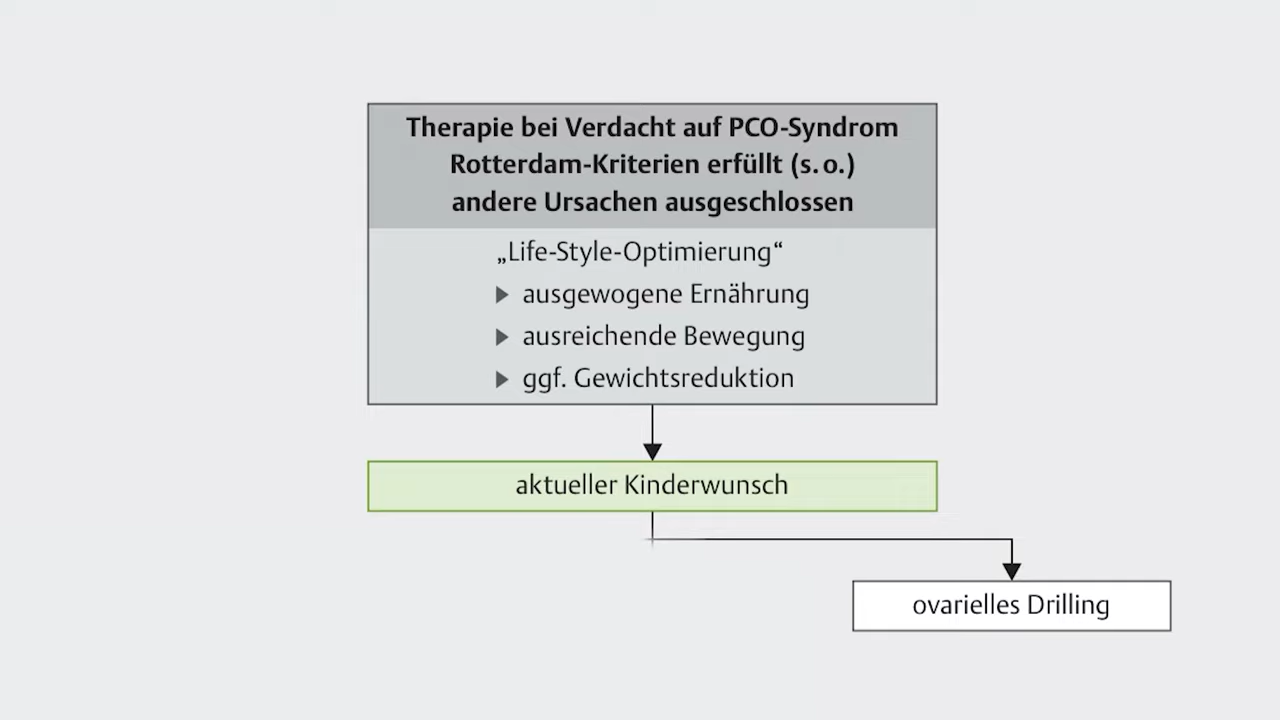 Therapie bei Verdacht auf PCO-Syndrom
Rotterdam-Kriterien erfüllt (s. o.)
andere Ursachen ausgeschlossen
„Life-Style-Optimierung“
ausgewogene Ernährung
ausreichende Bewegung
ggf. Gewichtsreduktion
aktueller Kinderwunsch
ovarielles Drilling